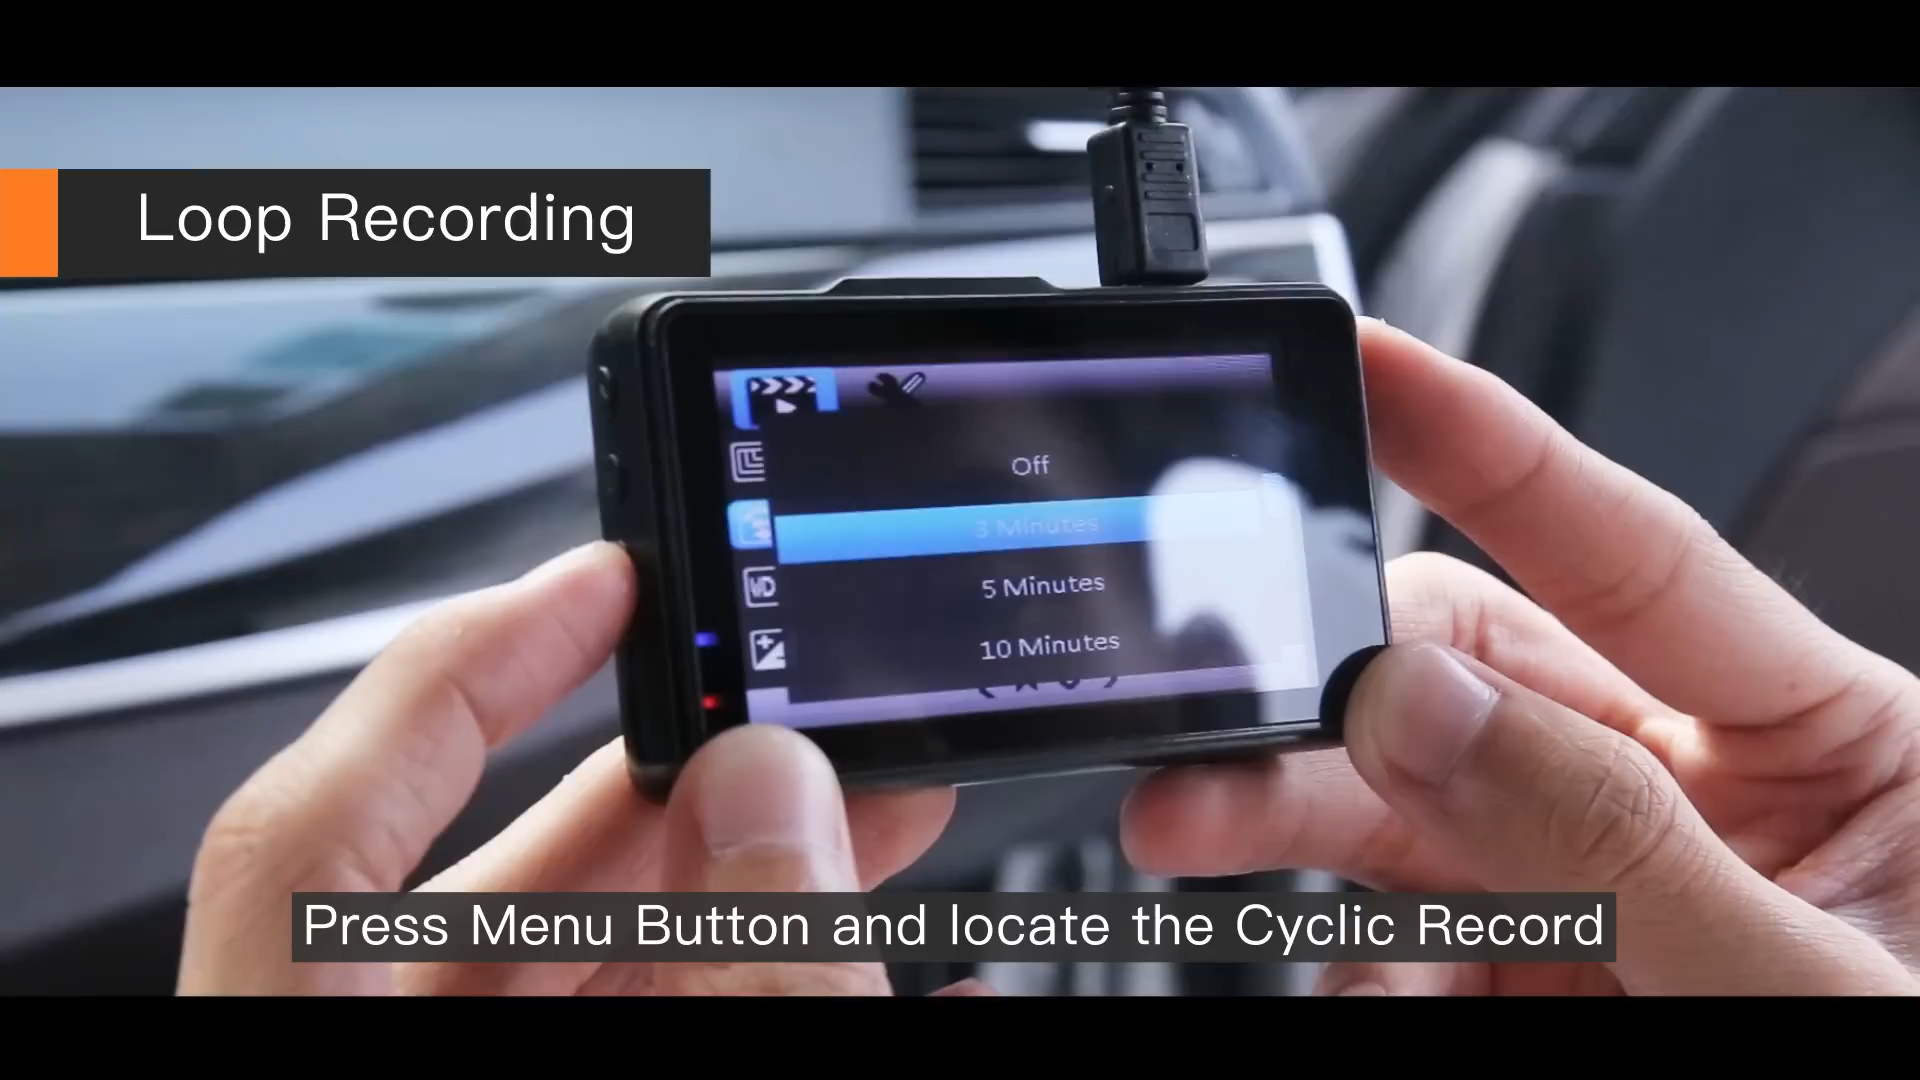 Loop Recording
Off
3 Minutes
5 Minutes
10 Minutes
Press Menu Button and locate the Cyclic Record